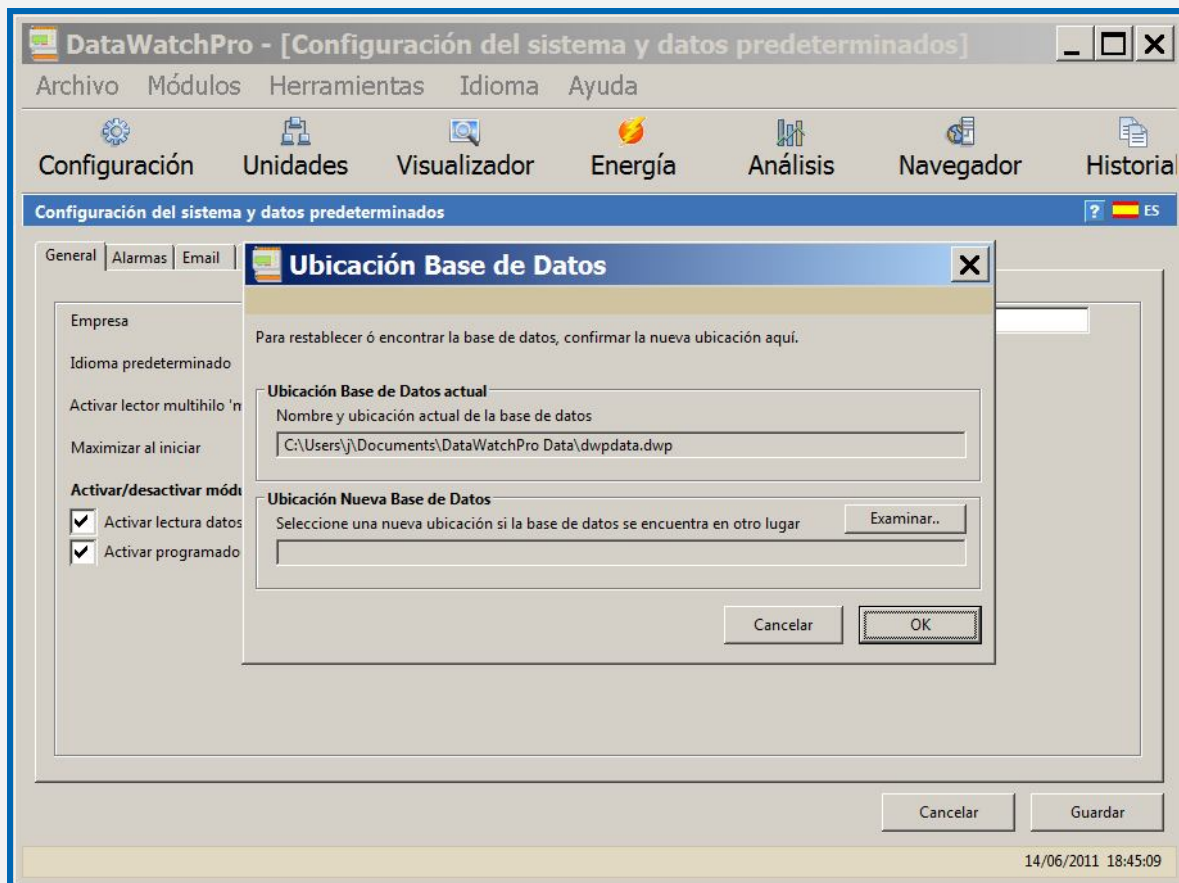 DataWatchPro - [Configuración del sistema y datos predeterminados]
Archivo Módulos Herramientas Idioma Ayuda
Configuración Unidades Visualizador Energía Análisis Navegador Historial
Configuración del sistema y datos predeterminados ? ES
General Alarmas Email
Ubicación Base de Datos
Empresa
Para restablecer ó encontrar la base de datos, confirmar la nueva ubicación aquí.
Idioma predeterminado
Ubicación Base de Datos actual
Activar lector multihilo
Nombre y ubicación actual de la base de datos
C:\Users\j\Documents\DataWatchPro Data\dwpdata.dwp
Maximizar al iniciar
Activar/desactivar
Ubicación Nueva Base de Datos
Activar lectura datos
Seleccione una nueva ubicación si la base de datos se encuentra en otro lugar Examinar..
Activar programado
Cancelar OK
Cancelar Guardar
14/06/2011 18:45:09